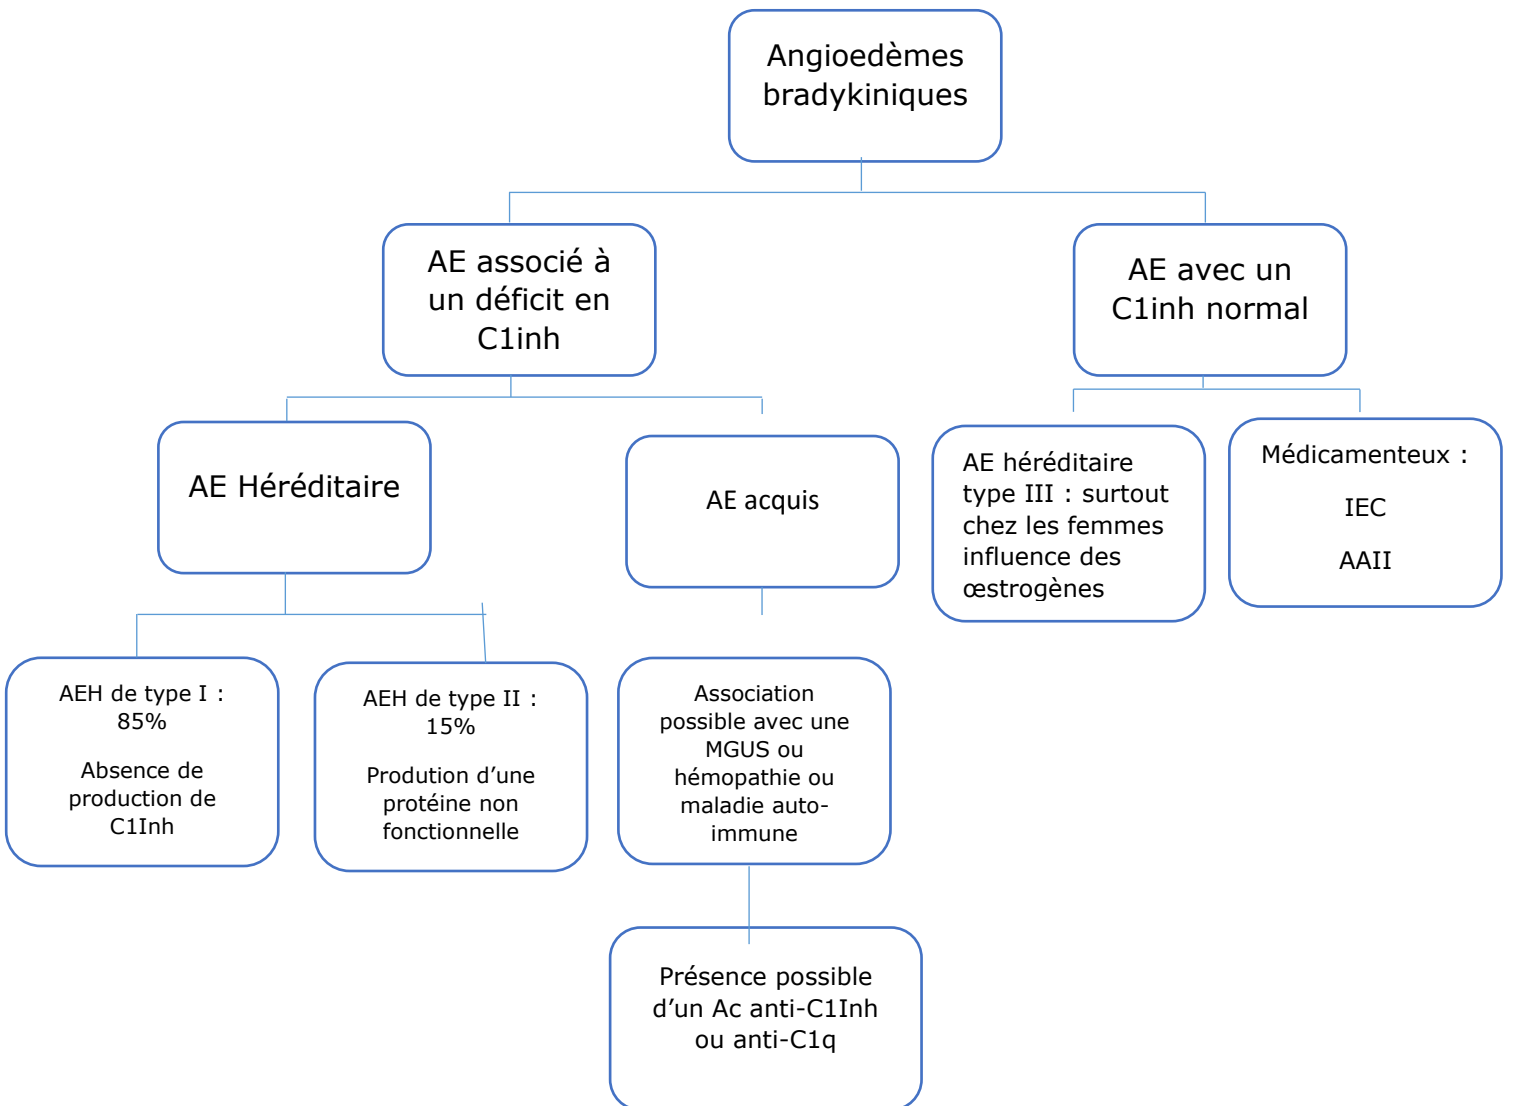 Angioedèmes
bradykiniques
AE associé à
un déficit en
C1inh
AE avec un
C1inh normal
AE Héréditaire
AE acquis
AE héréditaire
type III : surtout
chez les femmes
influence des
œstrogènes
Médicamenteux :
IEC
AAII
AEH de type I :
85%
Absence de
production de
C1Inh
AEH de type II :
15%
Prodution d’une
protéine non
fonctionnelle
Association
possible avec une
MGUS ou
hémopathie ou
maladie auto-
immune
Présence possible
d’un Ac anti-C1Inh
ou anti-C1q